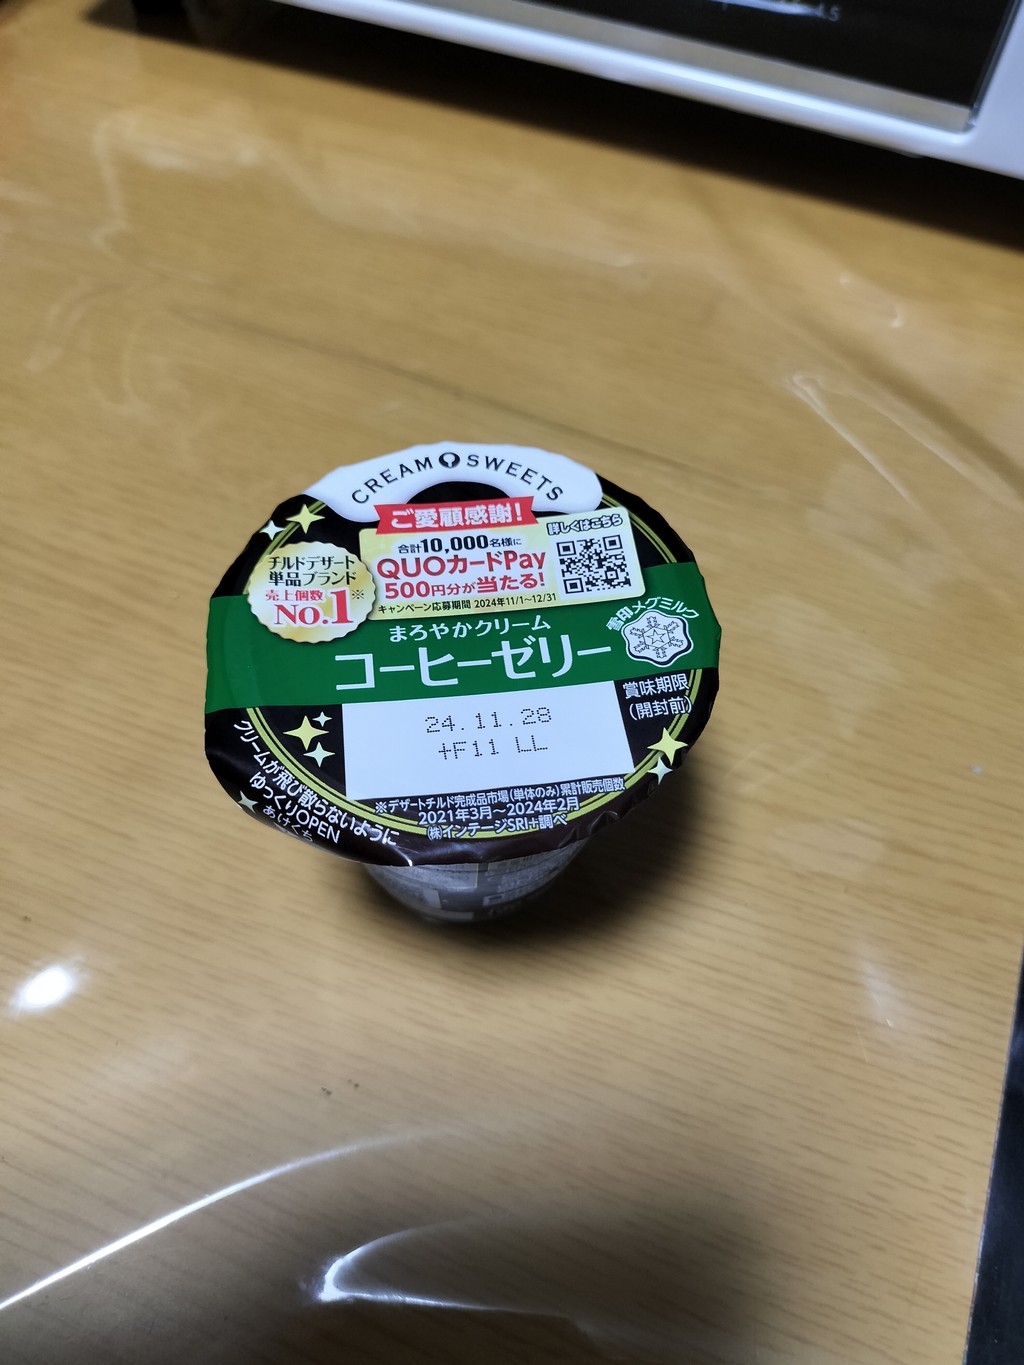 CREAM SWEETS
ご愛顧感謝!
詳しくはこちら
合計10,000名様に
QUOカードPay
500円分が当たる!
キャンペーン応募期間 2024年11/1~12/31
チルドデザート
単品ブランド
売上個数
No.1※
まろやかクリーム
コーヒーゼリー
雪印メグミルク
賞味期限
(開封前)
24.11.28
+F11 LL
※デザートチルド完成品市場(単体のみ)累計販売個数
2021年3月~2024年2月
㈱インテージSRI+調べ
クリームが飛び散らないように
ゆっくりOPEN
あけくち